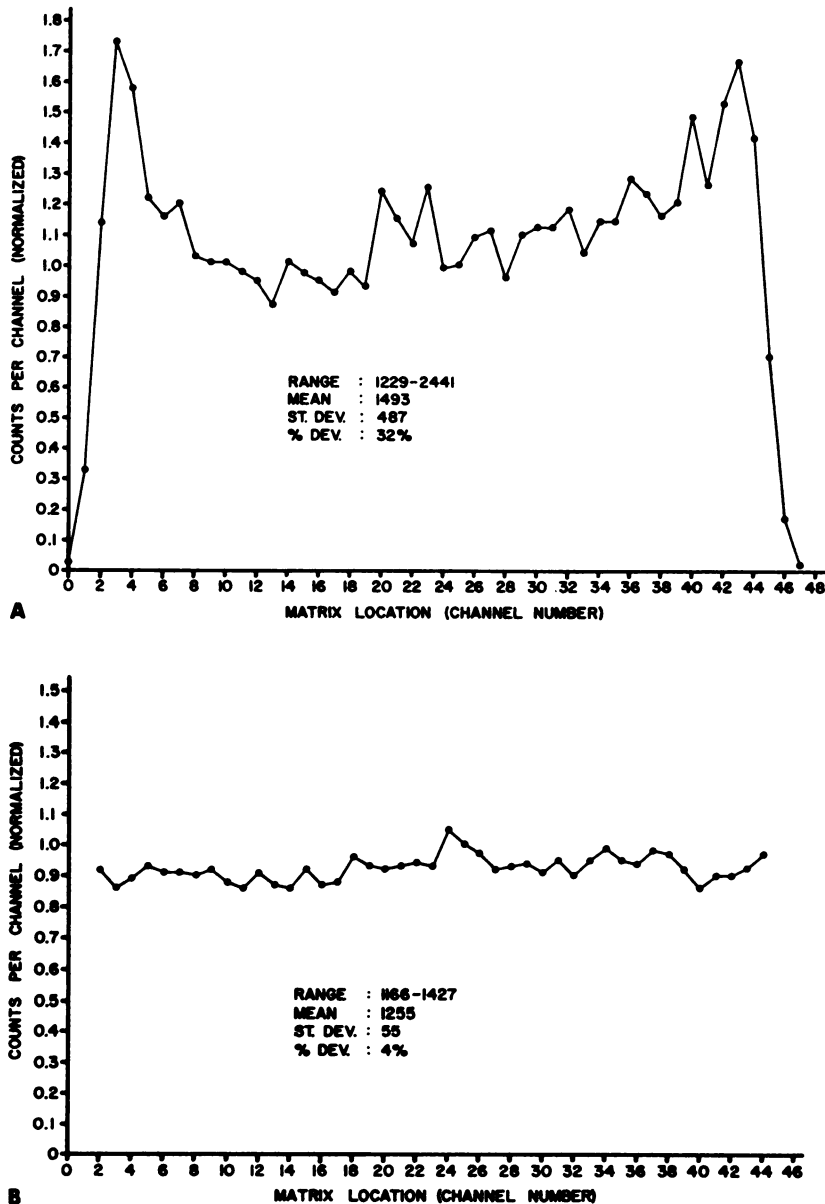 1.8
1.7
1.6
1.5
1.4
1.3
1.2
1.1
1.0
0.9
0.8
0.7
0.6
0.5
0.4
0.3
0.2
0.1
0
COUNTS PER CHANNEL (NORMALIZED)
RANGE : 1229-2441
MEAN : 1493
ST. DEV. : 487
% DEV. : 32%
0 2 4 6 8 10 12 14 16 18 20 22 24 26 28 30 32 34 36 38 40 42 44 46 48
MATRIX LOCATION (CHANNEL NUMBER)
A
1.5
1.4
1.3
1.2
1.1
1.0
0.9
0.8
0.7
0.6
0.5
0.4
0.3
0.2
0.1
0
COUNTS PER CHANNEL (NORMALIZED)
RANGE : 1166-1427
MEAN : 1255
ST. DEV. : 55
% DEV. : 4%
0 2 4 6 8 10 12 14 16 18 20 22 24 26 28 30 32 34 36 38 40 42 44 46
MATRIX LOCATION (CHANNEL NUMBER)
B